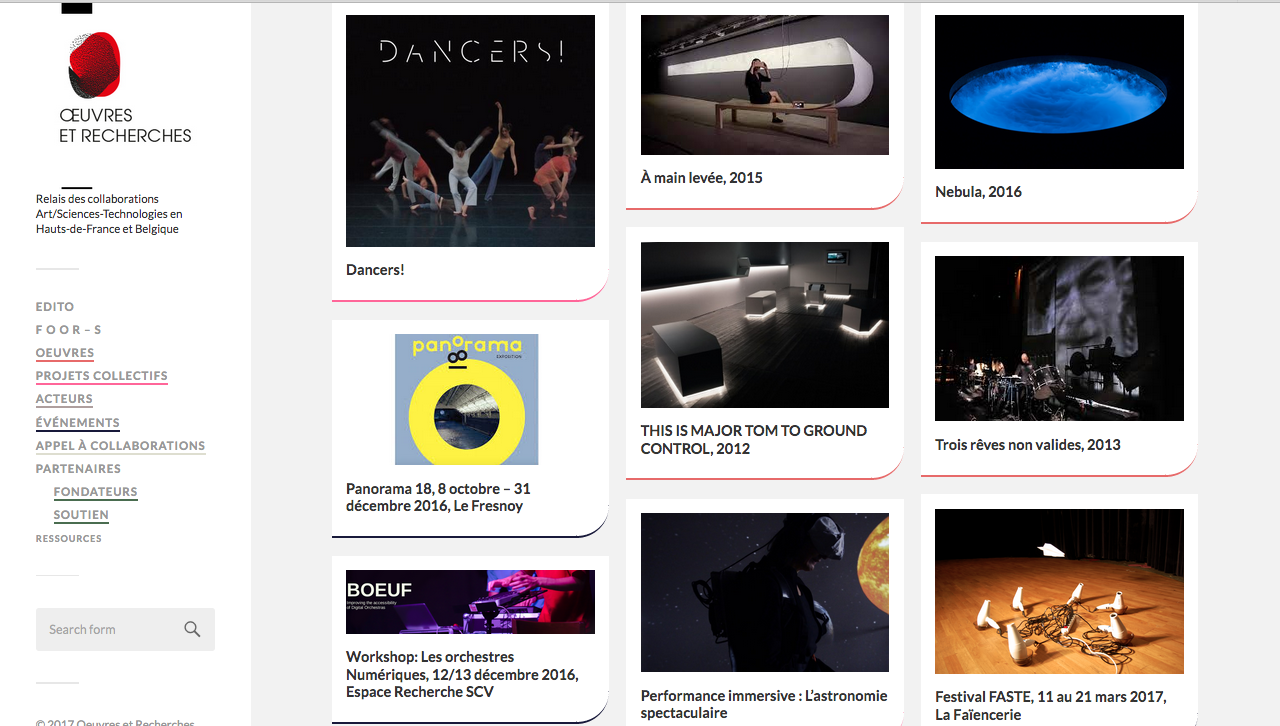 ŒUVRES
ET RECHERCHES
Relais des collaborations
Art/Sciences-Technologies en
Hauts-de-France et Belgique
EDITO
F O O R – S
OEUVRES
PROJETS COLLECTIFS
ACTEURS
ÉVÉNEMENTS
APPEL À COLLABORATIONS
PARTENAIRES
FONDATEURS
SOUTIEN
RESSOURCES
Search form
© 2017 Oeuvres et Recherches
DANCERS!
Dancers!
panorama
18
EXPOSITION
Panorama 18, 8 octobre – 31
décembre 2016, Le Fresnoy
BOEUF
Improving the accessibility
of Digital Orchestras
Workshop: Les orchestres
Numériques, 12/13 décembre 2016,
Espace Recherche SCV
À main levée, 2015
THIS IS MAJOR TOM TO GROUND
CONTROL, 2012
Performance immersive : L’astronomie
spectaculaire
Nebula, 2016
Trois rêves non valides, 2013
Festival FASTE, 11 au 21 mars 2017,
La Faïencerie